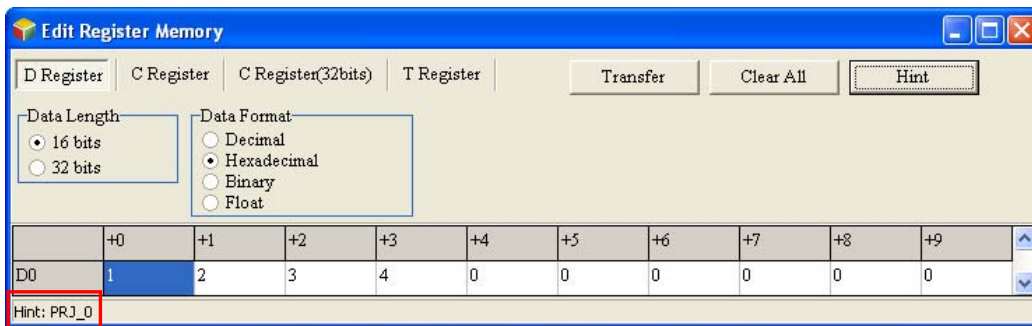 Edit Register Memory
D Register C Register C Register(32bits) T Register Transfer Clear All Hint
Data Length Data Format
16 bits Decimal
32 bits Hexadecimal
Binary
Float
+0 +1 +2 +3 +4 +5 +6 +7 +8 +9
D0 1 2 3 4 0 0 0 0 0 0
Hint: PRJ_0